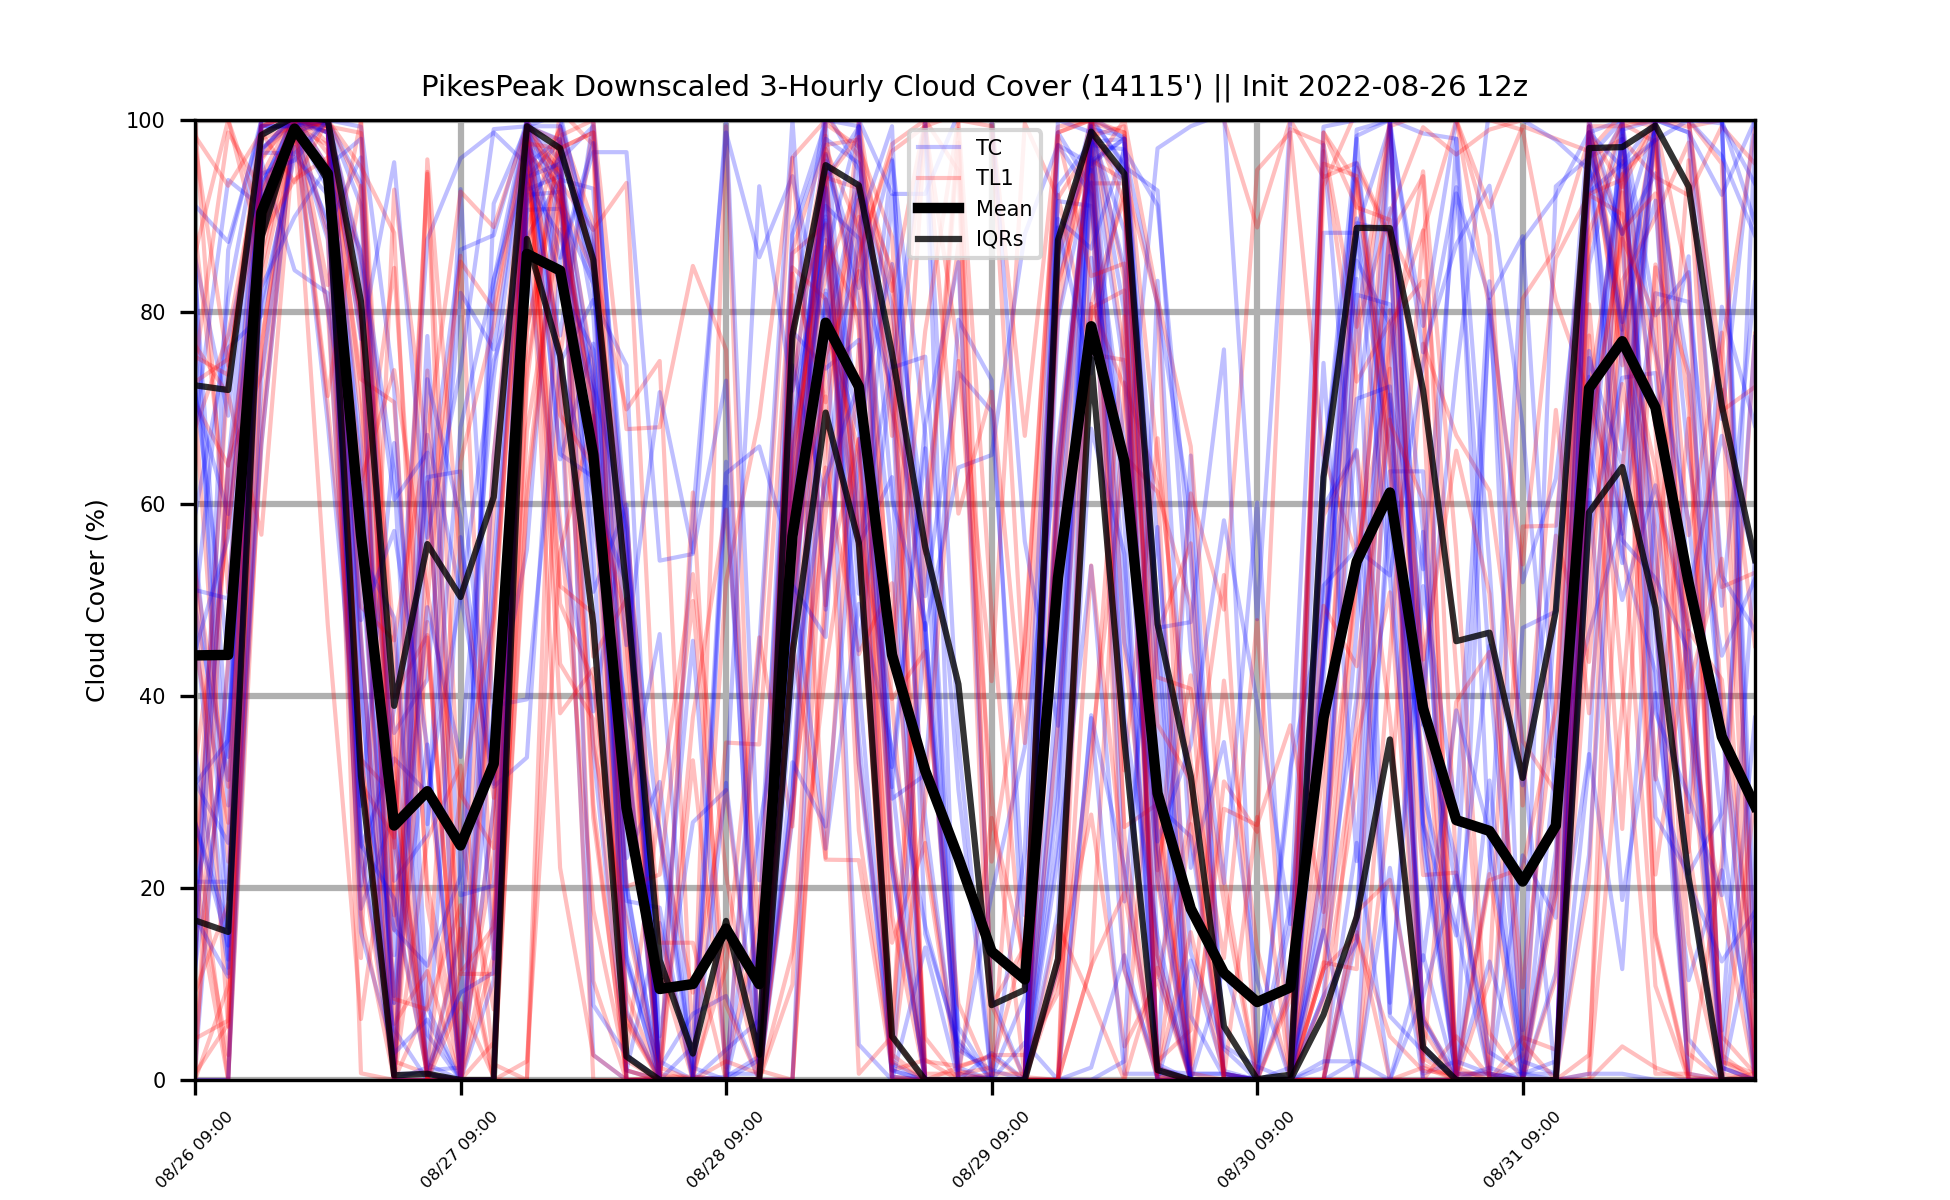 PikesPeak Downscaled 3-Hourly Cloud Cover (14115') || Init 2022-08-26 12z
TC
TL1
Mean
IQRs
Cloud Cover (%)
100
80
60
40
20
0
08/26 09:00
08/27 09:00
08/28 09:00
08/29 09:00
08/30 09:00
08/31 09:00